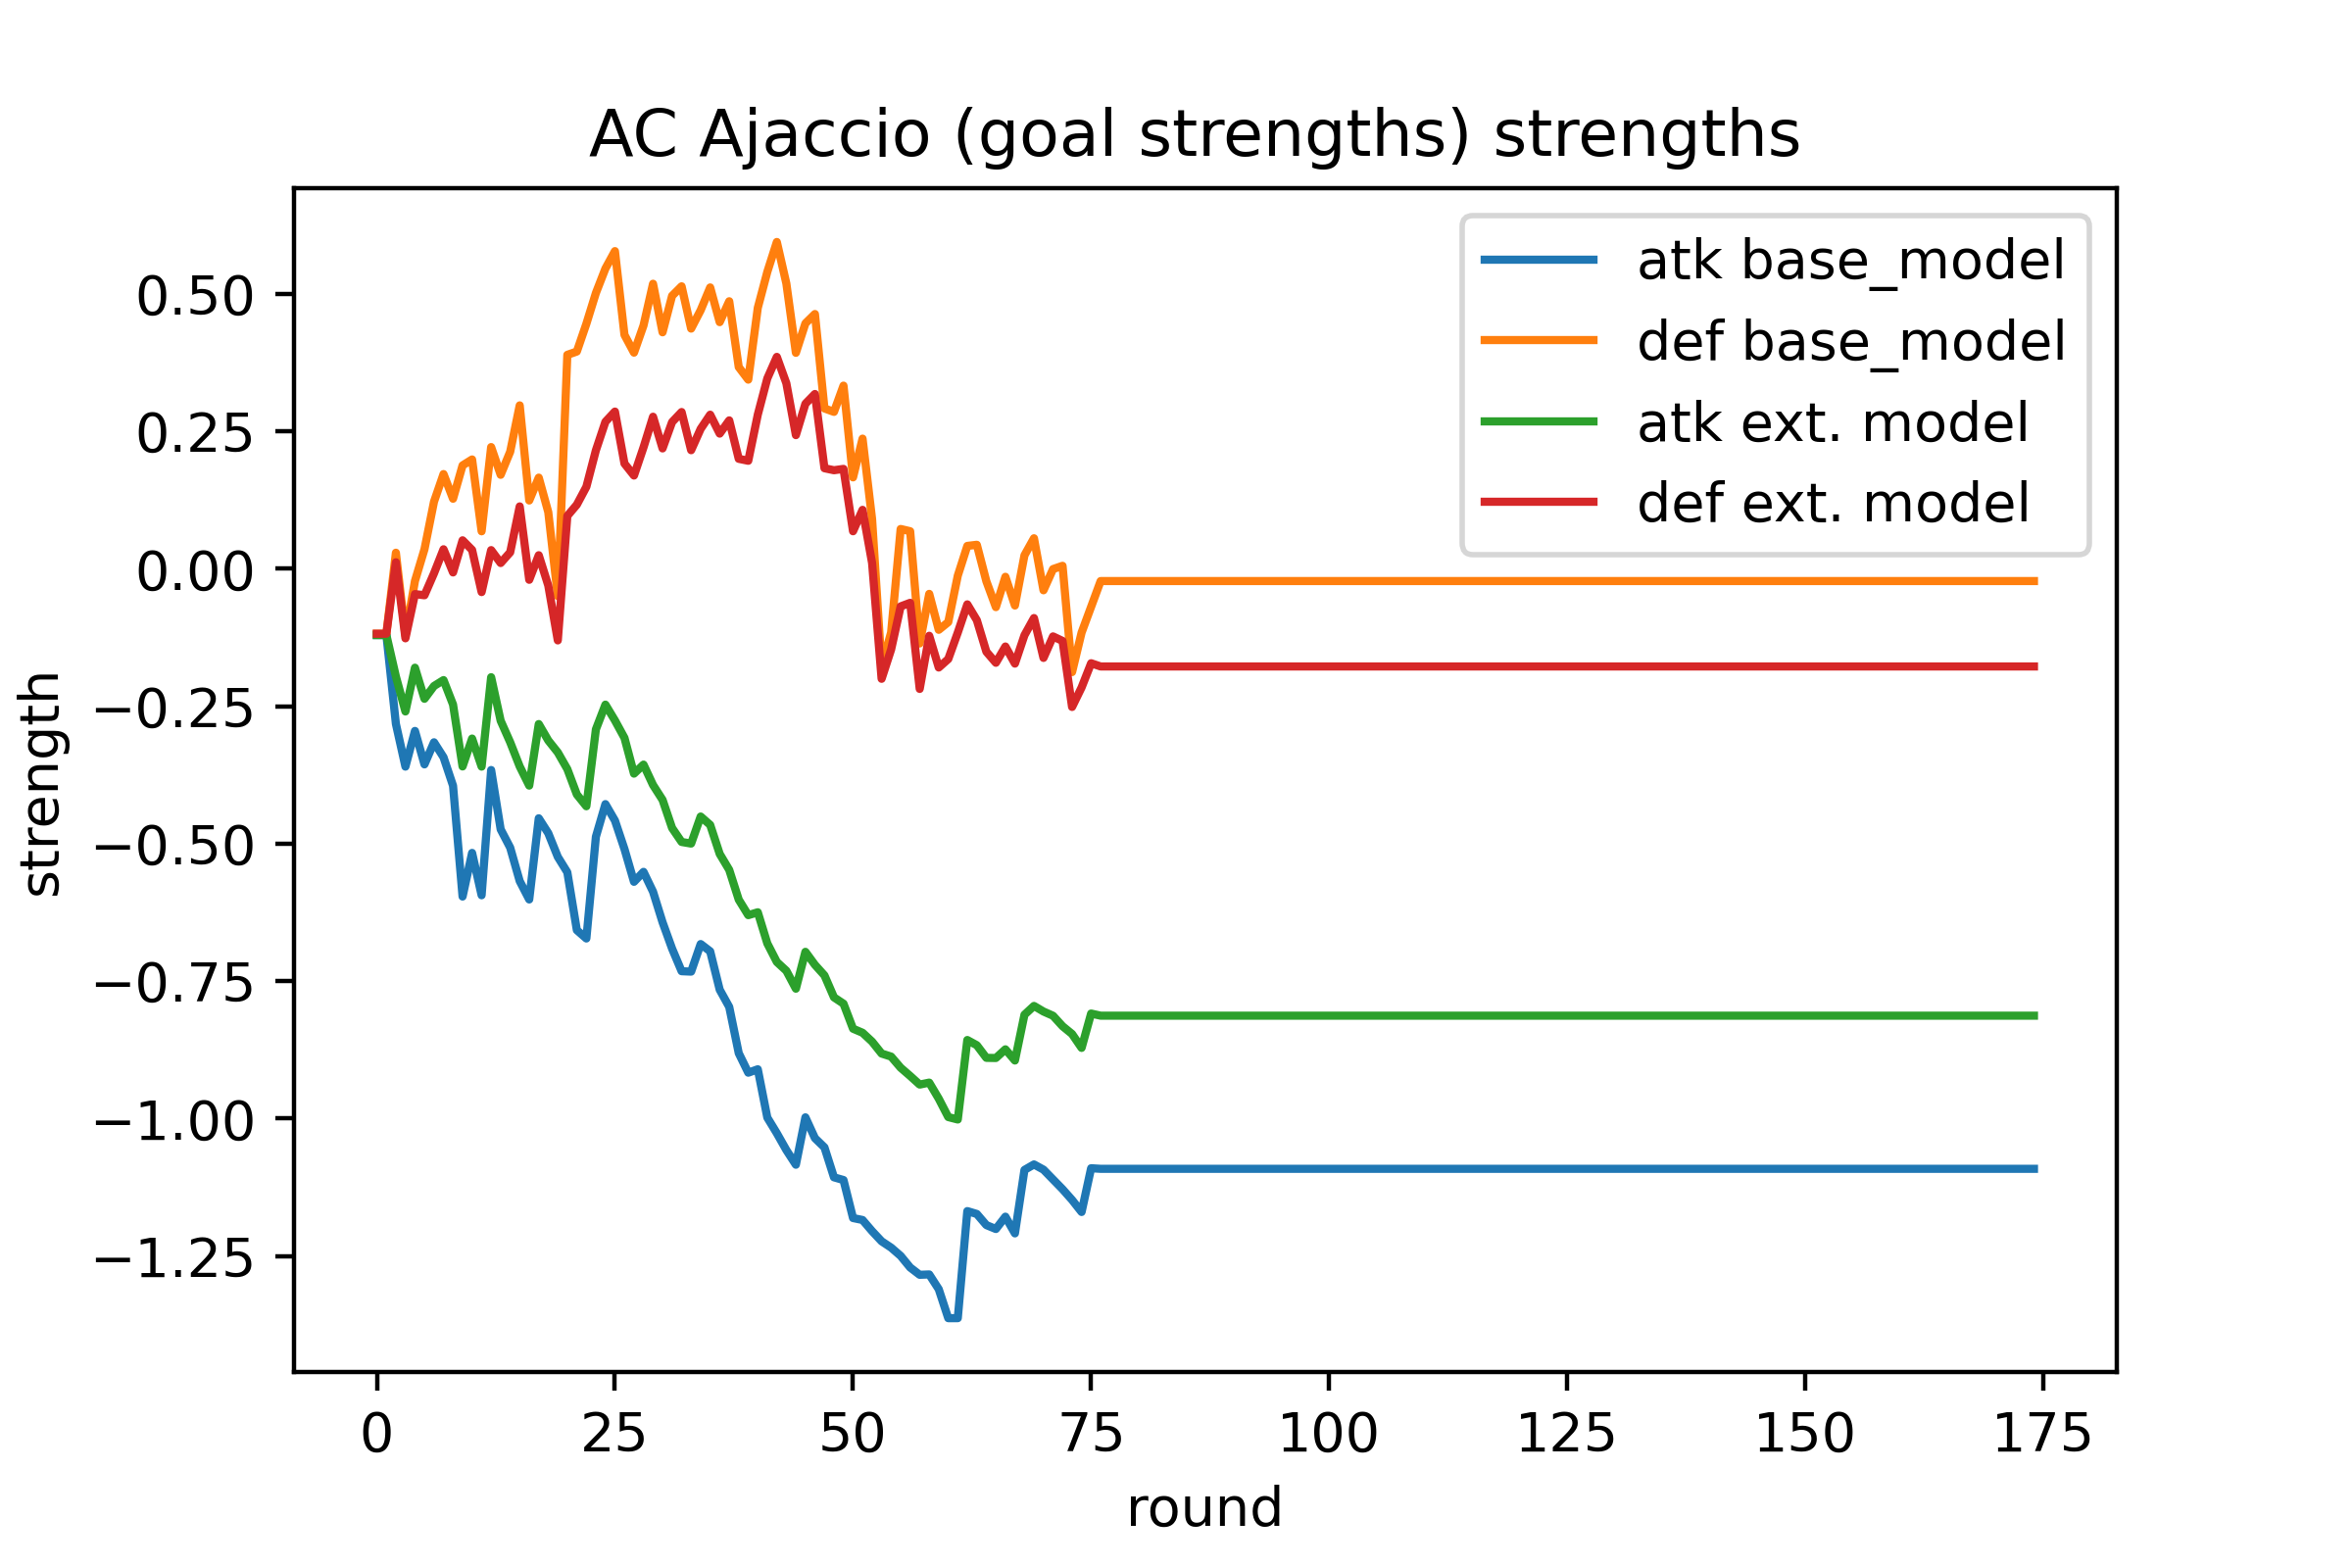 AC Ajaccio (goal strengths) strengths
atk base_model
def base_model
atk ext. model
def ext. model
0.50
0.25
0.00
−0.25
−0.50
−0.75
−1.00
−1.25
strength
0 25 50 75 100 125 150 175
round